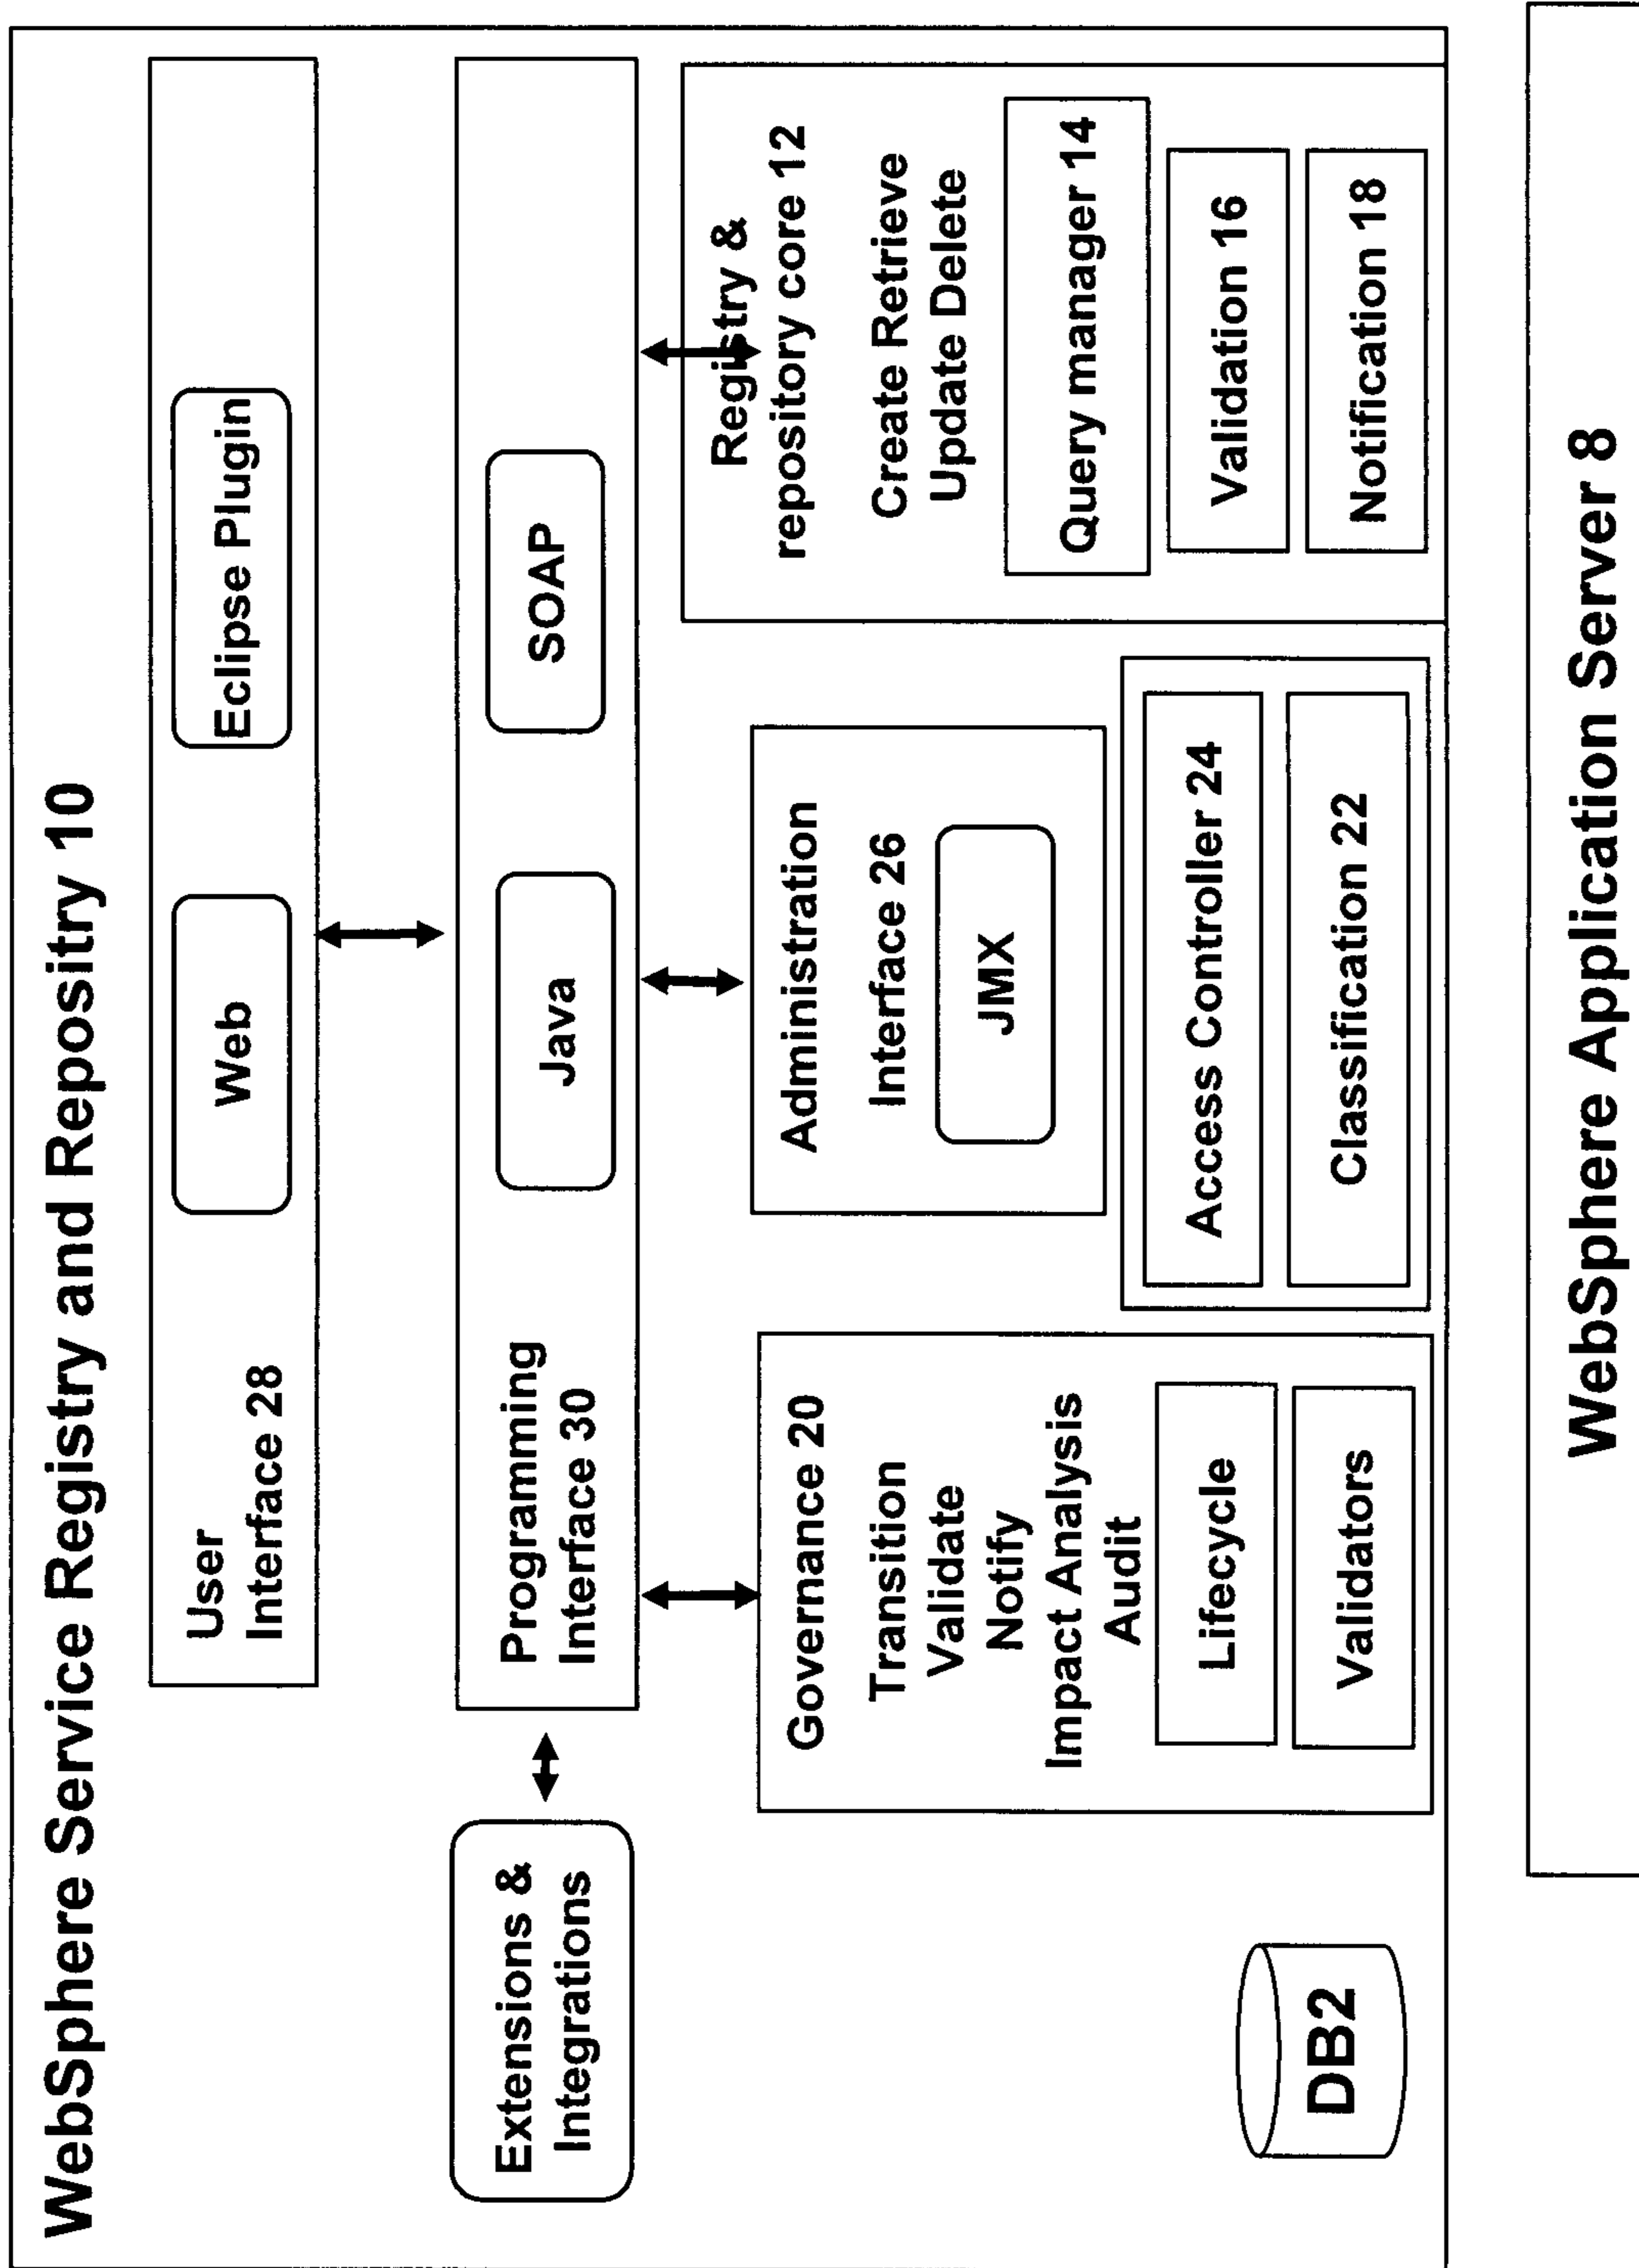 WebSphere Service Registry and Repositry 10
User
Interface 28
Web
Eclipse Plugin
Extensions &
Integrations
Programming
Interface 30
Java
SOAP
Governance 20
Transition
Validate
Notify
Impact Analysis
Audit
Lifecycle
Validators
Administration
Interface 26
JMX
Access Controller 24
Classification 22
Registry &
repository core 12
Create Retrieve
Update Delete
Query manager 14
Validation 16
Notification 18
DB2
WebSphere Application Server 8